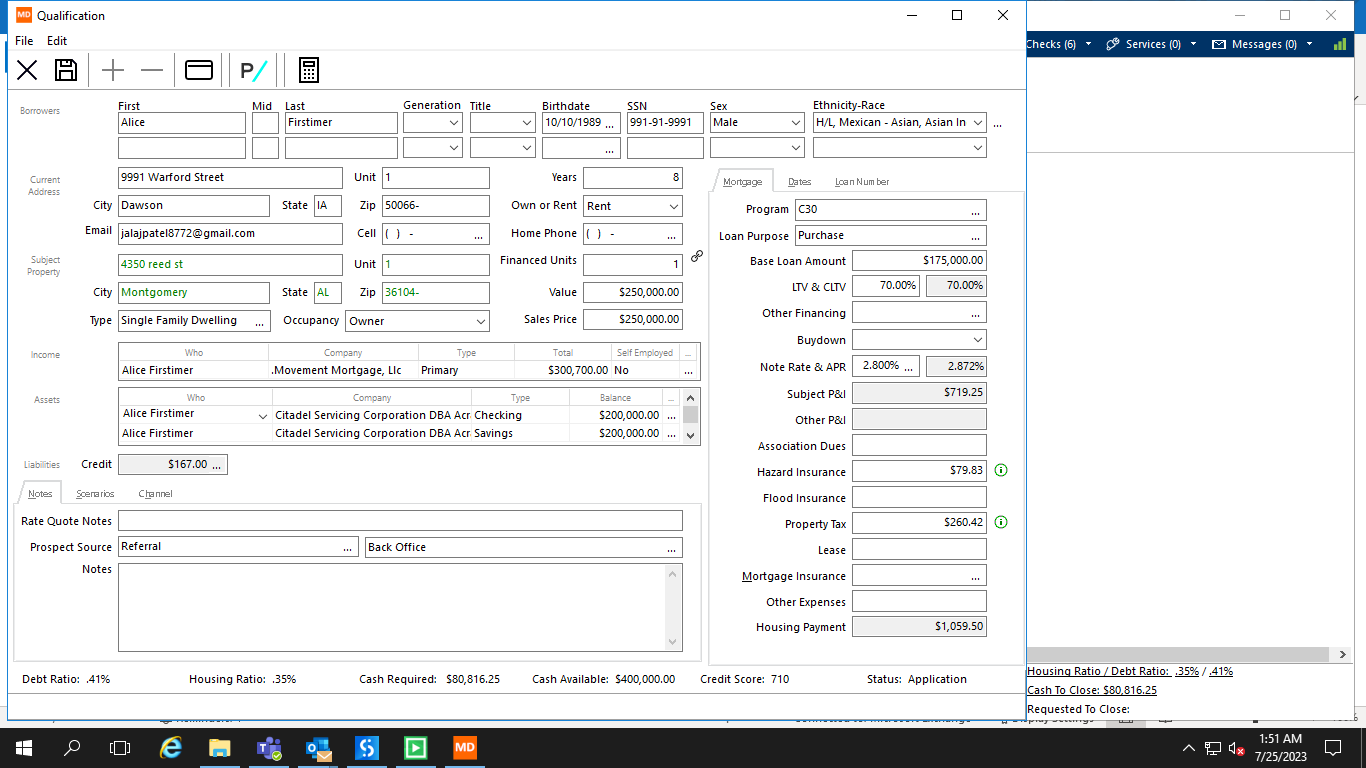 MD Qualification
File Edit
Checks (6) Services (0) Messages (0)
P/
Borrowers First Mid Last Generation Title Birthdate SSN Sex Ethnicity-Race
Alice Firstimer 10/10/1989 ... 991-91-9991 Male H/L, Mexican - Asian, Asian In ...
...
Current Address 9991 Warford Street Unit 1 Years 8
City Dawson State IA Zip 50066- Own or Rent Rent
Email jalajpatel8772@gmail.com Cell ( ) - ... Home Phone ( ) - ...
Subject Property 4350 reed st Unit 1 Financed Units 1
City Montgomery State AL Zip 36104- Value $250,000.00
Type Single Family Dwelling ... Occupancy Owner Sales Price $250,000.00
Income Who Company Type Total Self Employed ...
Alice Firstimer .Movement Mortgage, Llc Primary $300,700.00 No ...
Assets Who Company Type Balance ...
Alice Firstimer Citadel Servicing Corporation DBA Acr Checking $200,000.00 ...
Alice Firstimer Citadel Servicing Corporation DBA Acr Savings $200,000.00 ...
Liabilities Credit $167.00 ...
Notes Scenarios Channel
Rate Quote Notes
Prospect Source Referral ... Back Office ...
Notes
Mortgage Dates Loan Number
Program C30 ...
Loan Purpose Purchase ...
Base Loan Amount $175,000.00
LTV & CLTV 70.00% 70.00%
Other Financing ...
Buydown
Note Rate & APR 2.800% ... 2.872%
Subject P&I $719.25
Other P&I
Association Dues
Hazard Insurance $79.83
Flood Insurance
Property Tax $260.42
Lease
Mortgage Insurance ...
Other Expenses
Housing Payment $1,059.50
Debt Ratio: .41% Housing Ratio: .35% Cash Required: $80,816.25 Cash Available: $400,000.00 Credit Score: 710 Status: Application
Housing Ratio / Debt Ratio: .35% / .41%
Cash To Close: $80,816.25
Requested To Close:
MD
1:51 AM
7/25/2023